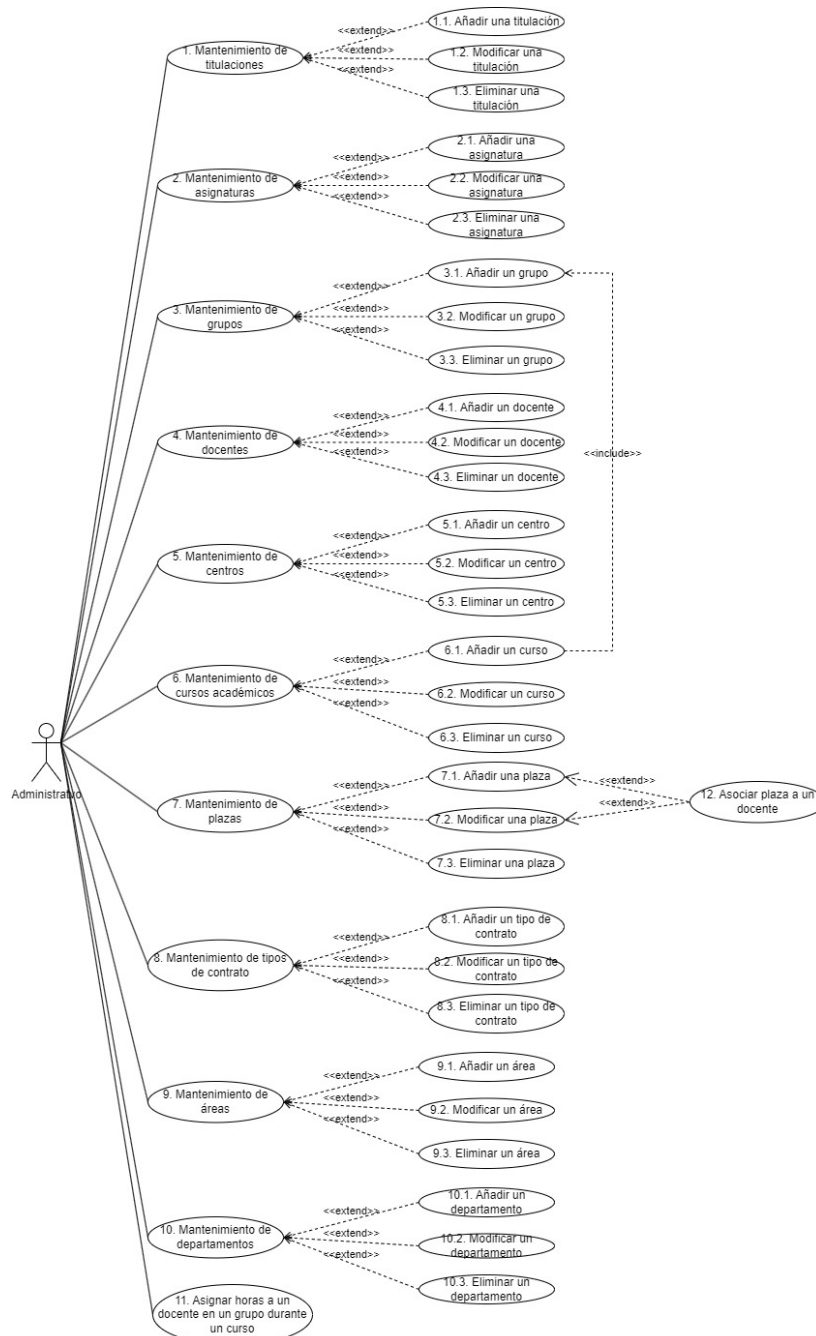 1.1. Añadir una titulación
<<extend>>
1. Mantenimiento de
titulaciones
<<extend>>
1.2. Modificar una
titulación
<<extend>>
1.3. Eliminar una
titulación
2.1. Añadir una
asignatura
<<extend>>
2. Mantenimiento de
asignaturas
<<extend>>
2.2. Modificar una
asignatura
<<extend>>
2.3. Eliminar una
asignatura
3.1. Añadir un grupo
<<extend>>
3. Mantenimiento de
grupos
<<extend>>
3.2. Modificar un grupo
<<extend>>
3.3. Eliminar un grupo
4.1. Añadir un docente
<<extend>>
4. Mantenimiento de
docentes
<<extend>>
4.2. Modificar un docente
<<extend>>
4.3. Eliminar un docente
<<include>>
5.1. Añadir un centro
<<extend>>
5. Mantenimiento de
centros
<<extend>>
5.2. Modificar un centro
<<extend>>
5.3. Eliminar un centro
6.1. Añadir un curso
<<extend>>
6. Mantenimiento de
cursos académicos
<<extend>>
6.2. Modificar un curso
<<extend>>
6.3. Eliminar un curso
Administrativo
7.1. Añadir una plaza
<<extend>>
7. Mantenimiento de
plazas
<<extend>>
7.2. Modificar una plaza
<<extend>>
7.3. Eliminar una plaza
<<extend>>
<<extend>>
12. Asociar plaza a un
docente
8.1. Añadir un tipo de
contrato
<<extend>>
8. Mantenimiento de tipos
de contrato
<<extend>>
8.2. Modificar un tipo de
contrato
<<extend>>
8.3. Eliminar un tipo de
contrato
9.1. Añadir un área
<<extend>>
9. Mantenimiento de
áreas
<<extend>>
9.2. Modificar un área
<<extend>>
9.3. Eliminar un área
10.1. Añadir un
departamento
<<extend>>
10. Mantenimiento de
departamentos
<<extend>>
10.2. Modificar un
departamento
<<extend>>
10.3. Eliminar un
departamento
11. Asignar horas a un
docente en un grupo durante
un curso